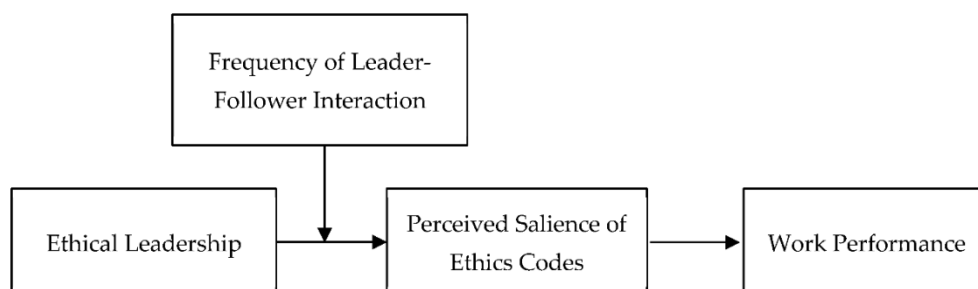 Frequency of Leader-
Follower Interaction
Ethical Leadership
Perceived Salience of
Ethics Codes
Work Performance